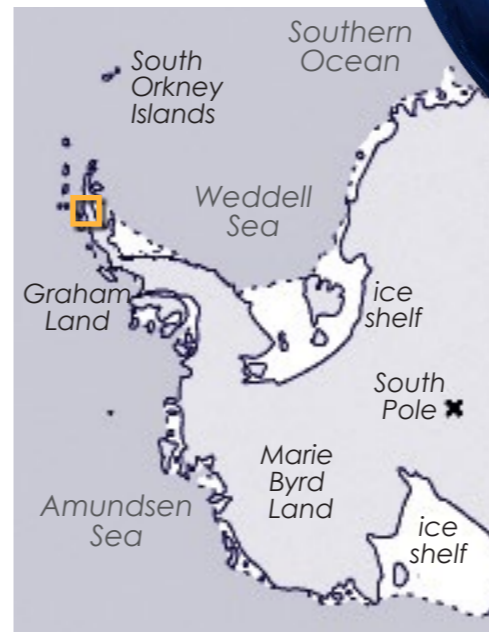 Southern
Ocean
South
Orkney
Islands
Weddell
Sea
Graham
Land
ice
shelf
South
Pole
Marie
Byrd
Land
Amundsen
Sea
ice
shelf